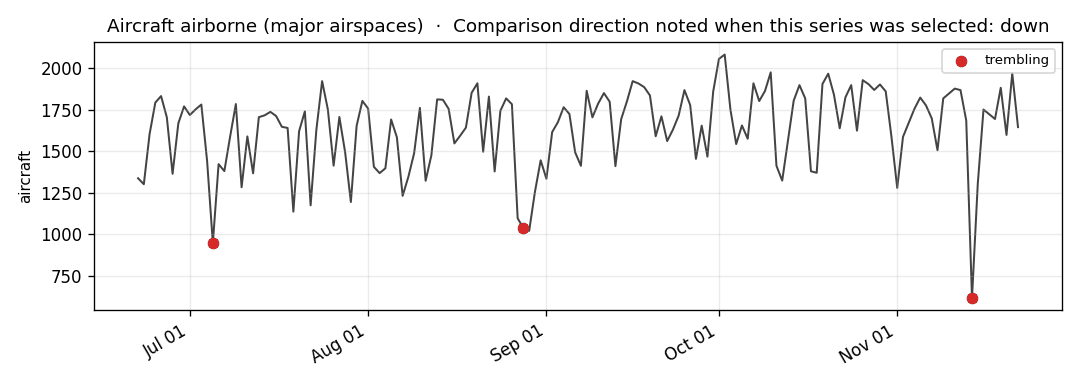 Aircraft airborne (major airspaces)  ·  Comparison direction noted when this series was selected: down
trembling
aircraft
2000
1750
1500
1250
1000
750
Jul 01
Aug 01
Sep 01
Oct 01
Nov 01